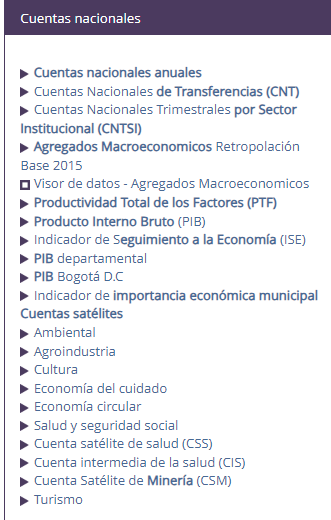 Cuentas nacionales
Cuentas nacionales anuales
Cuentas Nacionales de Transferencias (CNT)
Cuentas Nacionales Trimestrales por Sector
Institucional (CNTSI)
Agregados Macroeconomicos Retropolación
Base 2015
Visor de datos - Agregados Macroeconomicos
Productividad Total de los Factores (PTF)
Producto Interno Bruto (PIB)
Indicador de Seguimiento a la Economía (ISE)
PIB departamental
PIB Bogotá D.C
Indicador de importancia económica municipal
Cuentas satélites
Ambiental
Agroindustria
Cultura
Economía del cuidado
Economía circular
Salud y seguridad social
Cuenta satélite de salud (CSS)
Cuenta intermedia de la salud (CIS)
Cuenta Satélite de Minería (CSM)
Turismo